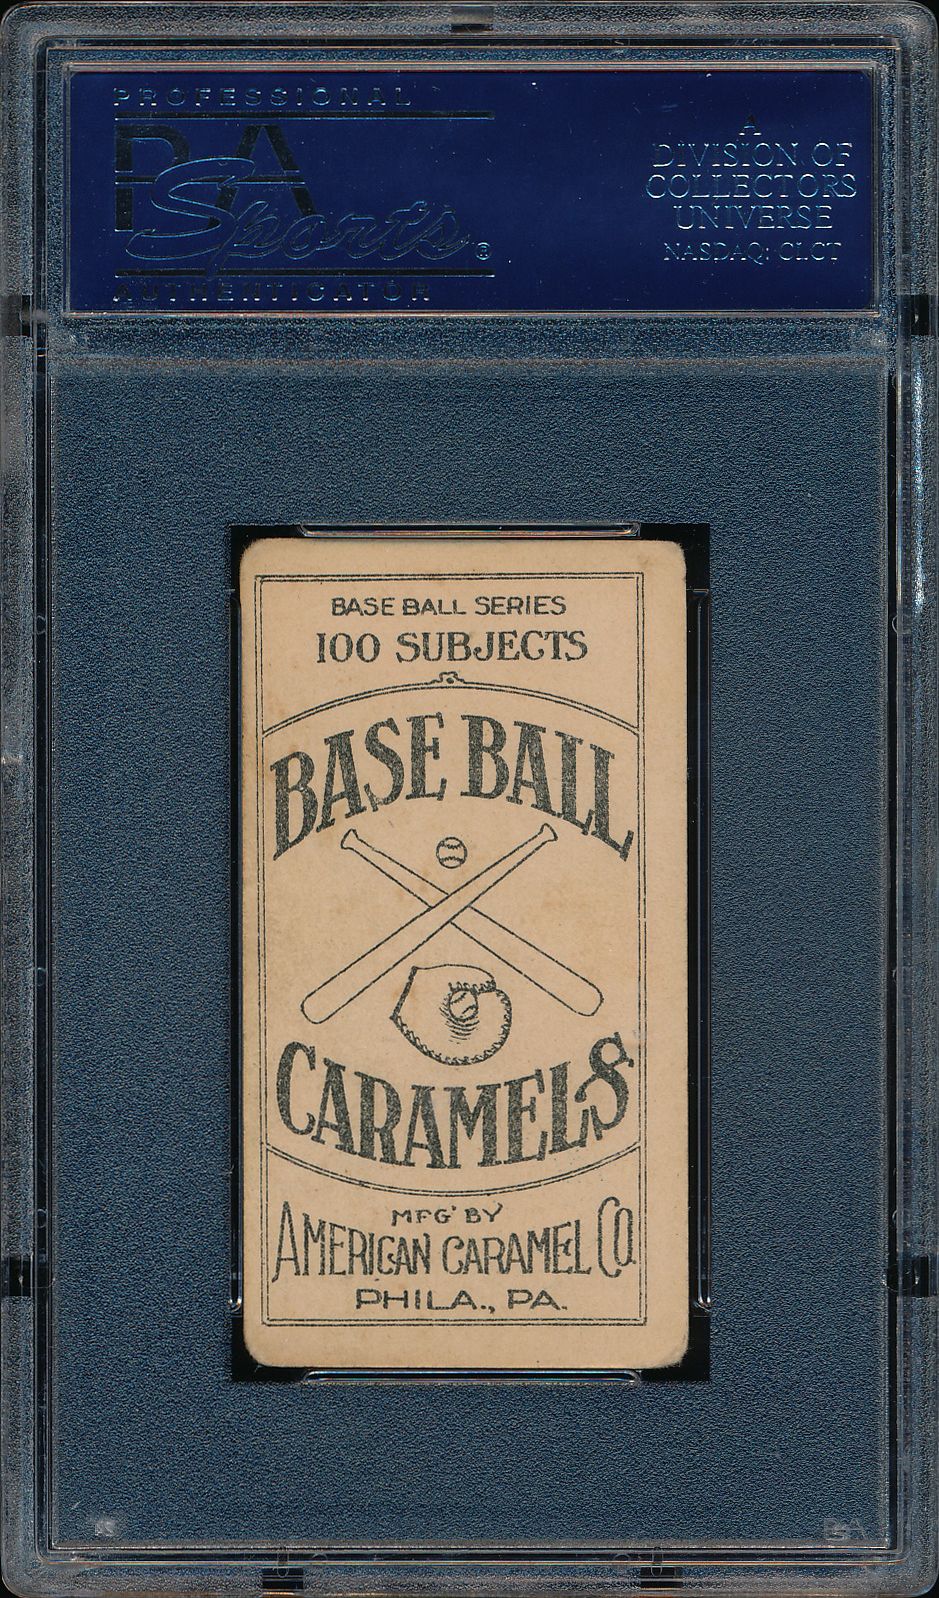 PROFESSIONAL
PSA
Sports®
AUTHENTICATOR
A
DIVISION OF
COLLECTORS
UNIVERSE
NASDAQ: CLCT
BASE BALL SERIES
100 SUBJECTS
BASE BALL
CARAMELS
MFG' BY
AMERICAN CARAMEL CO.
PHILA., PA.
PSA